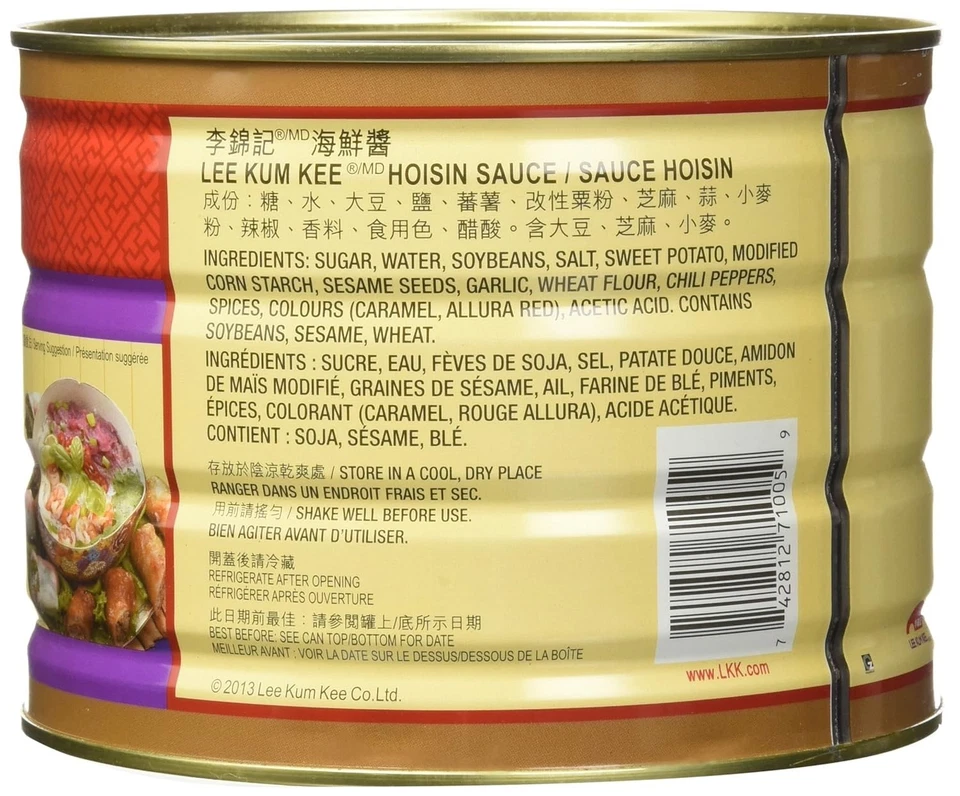 李錦記®/MD海鮮醬
LEE KUM KEE ®/MD HOISIN SAUCE / SAUCE HOISIN
成份：糖、水、大豆、鹽、蕃薯、改性粟粉、芝麻、蒜、小麥
粉、辣椒、香料、食用色、醋酸。含大豆、芝麻、小麥。
INGREDIENTS: SUGAR, WATER, SOYBEANS, SALT, SWEET POTATO, MODIFIED
CORN STARCH, SESAME SEEDS, GARLIC, WHEAT FLOUR, CHILI PEPPERS,
SPICES, COLOURS (CARAMEL, ALLURA RED), ACETIC ACID. CONTAINS
SOYBEANS, SESAME, WHEAT.
INGRÉDIENTS : SUCRE, EAU, FÈVES DE SOJA, SEL, PATATE DOUCE, AMIDON
DE MAÏS MODIFIÉ, GRAINES DE SÉSAME, AIL, FARINE DE BLÉ, PIMENTS,
ÉPICES, COLORANT (CARAMEL, ROUGE ALLURA), ACIDE ACÉTIQUE.
CONTIENT : SOJA, SÉSAME, BLÉ.
存放於陰涼乾爽處 / STORE IN A COOL, DRY PLACE
RANGER DANS UN ENDROIT FRAIS ET SEC.
用前請搖勻 / SHAKE WELL BEFORE USE.
BIEN AGITER AVANT D'UTILISER.
開蓋後請冷藏
REFRIGERATE AFTER OPENING
RÉFRIGÉRER APRÈS OUVERTURE
此日期前最佳：請參閱罐上/底所示日期
BEST BEFORE: SEE CAN TOP/BOTTOM FOR DATE
MEILLEUR AVANT : VOIR LA DATE SUR LE DESSUS/DESSOUS DE LA BOÎTE
©2013 Lee Kum Kee Co.Ltd.
Serving Suggestion / Présentation suggérée
7 42812 71005 9
www.LKK.com